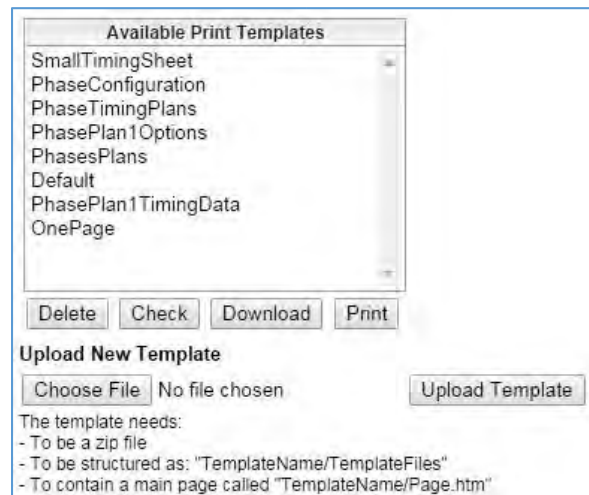 Available Print Templates
SmallTimingSheet
PhaseConfiguration
PhaseTimingPlans
PhasePlan1Options
PhasesPlans
Default
PhasePlan1TimingData
OnePage
Delete Check Download Print
Upload New Template
Choose File No file chosen Upload Template
The template needs:
- To be a zip file
- To be structured as: "TemplateName/TemplateFiles"
- To contain a main page called "TemplateName/Page.htm"